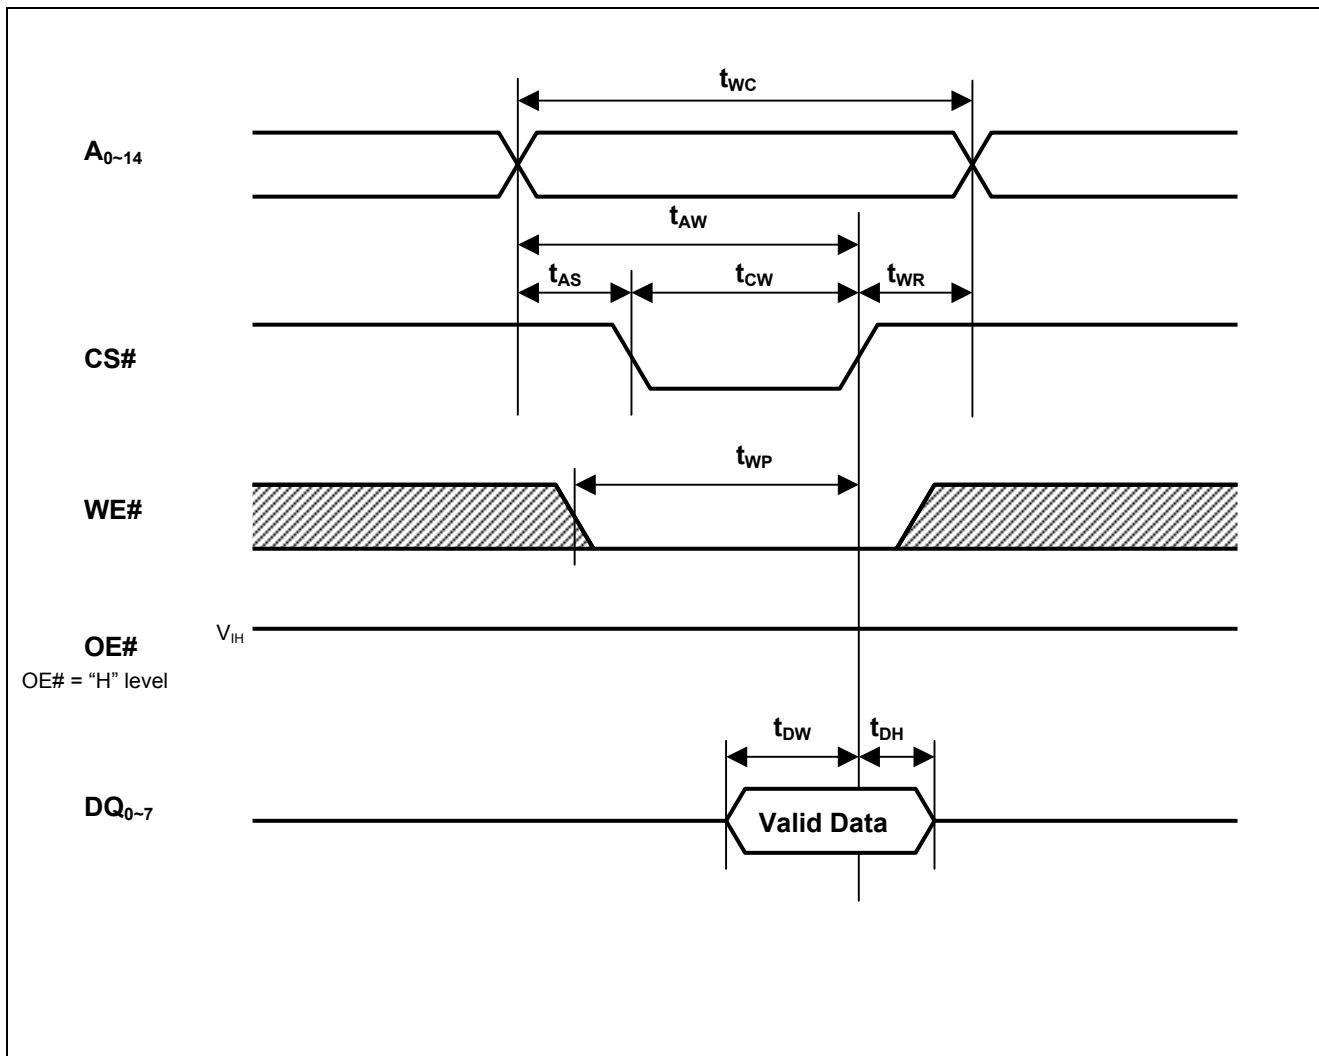 tWC
A0~14
tAW
tAS tCW tWR
CS#
tWP
WE#
VIH
OE#
OE# = “H” level
tDW tDH
DQ0~7
Valid Data